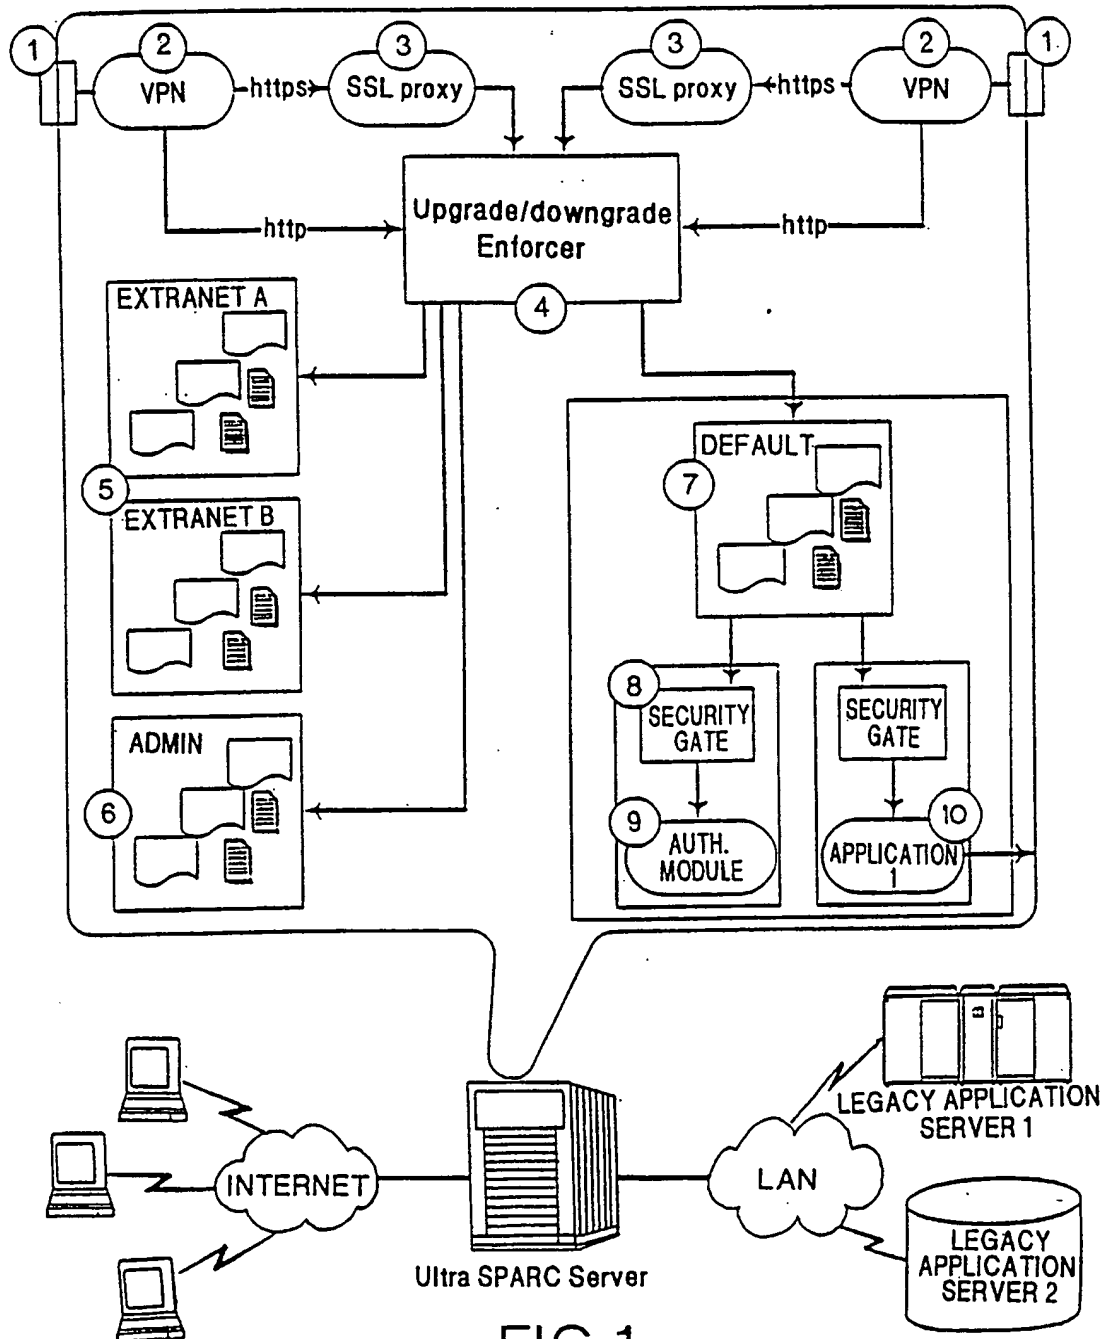 1
2
3
3
2
1
VPN
https
SSL proxy
SSL proxy
https
VPN
Upgrade/downgrade
Enforcer
http
http
4
EXTRANET A
5
EXTRANET B
ADMIN
6
DEFAULT
7
8
SECURITY
GATE
SECURITY
GATE
9
AUTH.
MODULE
10
APPLICATION
1
INTERNET
Ultra SPARC Server
LAN
LEGACY APPLICATION
SERVER 1
LEGACY
APPLICATION
SERVER 2
FIG. 1